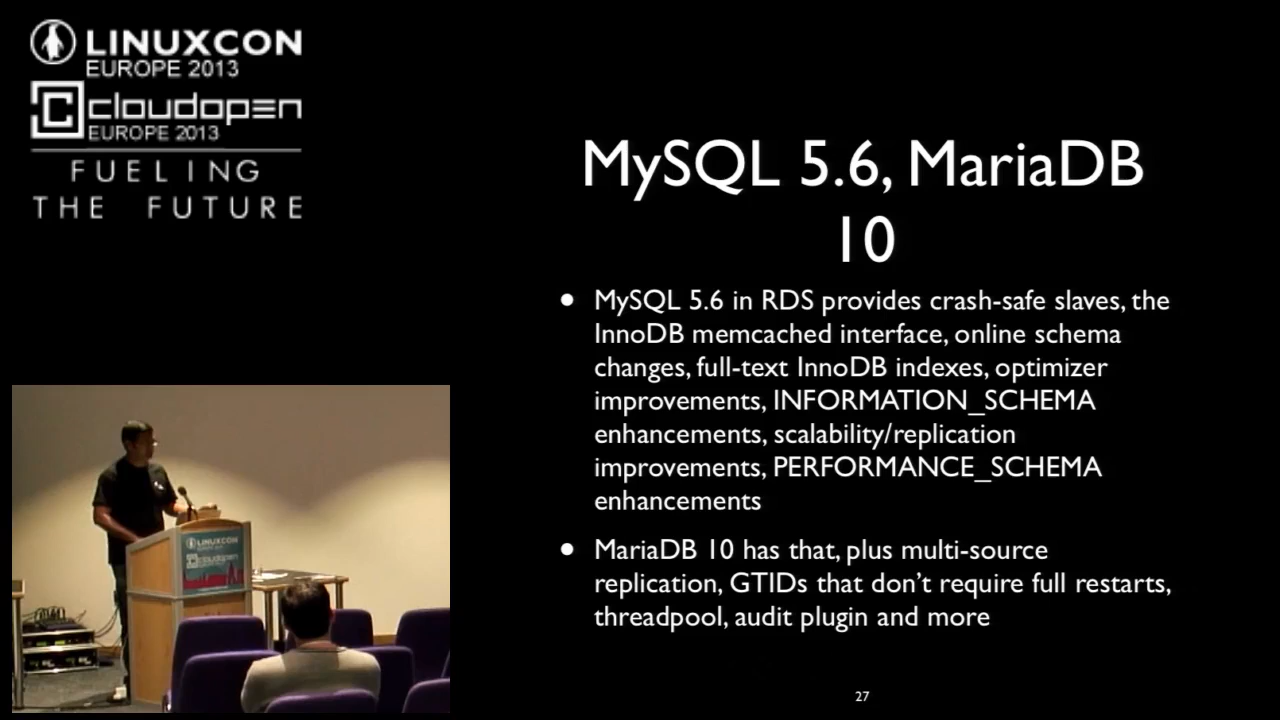 LINUXCON
EUROPE 2013
cloudopen
EUROPE 2013
FUELING
THE FUTURE
MySQL 5.6, MariaDB
10
• MySQL 5.6 in RDS provides crash-safe slaves, the
InnoDB memcached interface, online schema
changes, full-text InnoDB indexes, optimizer
improvements, INFORMATION_SCHEMA
enhancements, scalability/replication
improvements, PERFORMANCE_SCHEMA
enhancements
• MariaDB 10 has that, plus multi-source
replication, GTIDs that don’t require full restarts,
threadpool, audit plugin and more
27
LINUXCON
cloudopen